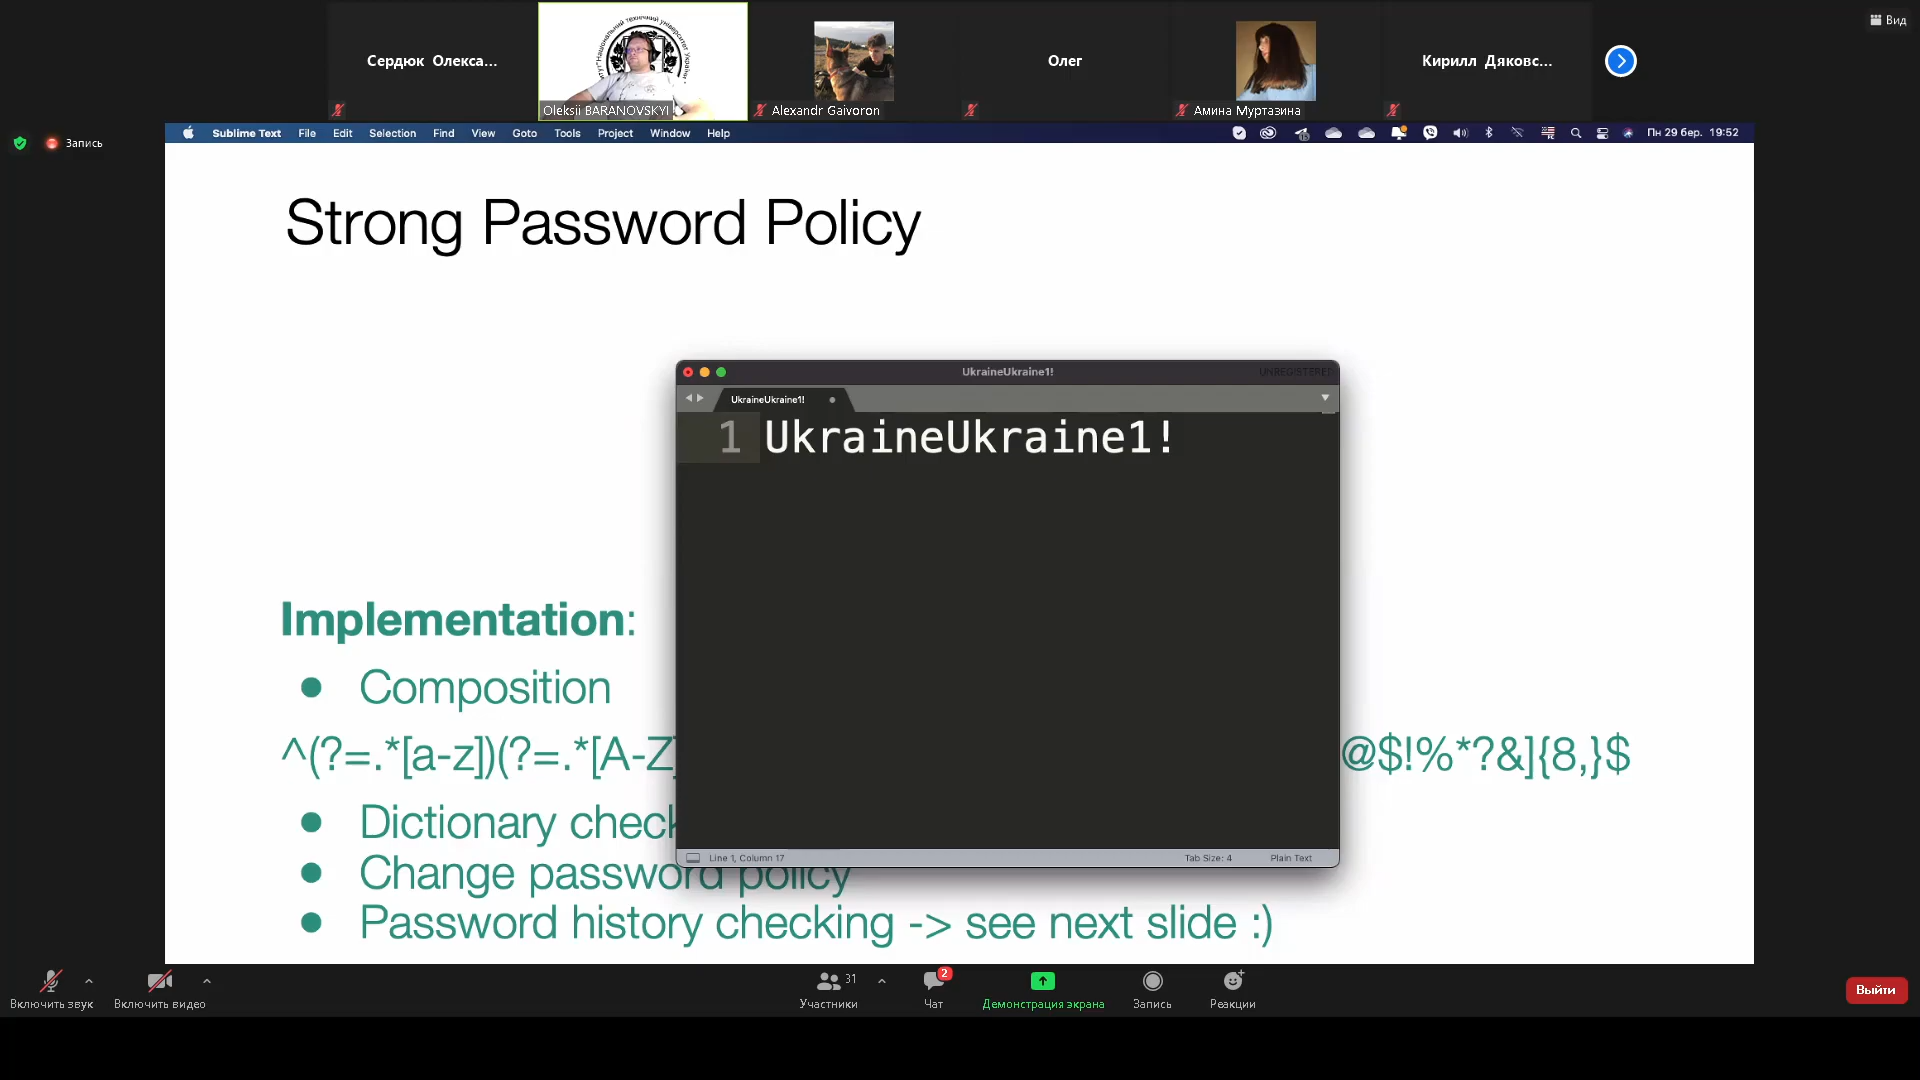 Вид
Сердюк Олекса...
Олег
Кирилл Дяковс...
Oleksii BARANOVSKYI
Alexandr Gaivoron
Амина Муртазина
Запись
Sublime Text File Edit Selection Find View Goto Tools Project Window Help
Пн 29 бер. 19:52
Strong Password Policy
UkraineUkraine1!
UNREGISTERED
UkraineUkraine1!
1 UkraineUkraine1!
Line 1, Column 17
Tab Size: 4
Plain Text
Implementation:
● Composition
^(?=.*[a-z])(?=.*[A-Z]
@$!%*?&]{8,}$
● Dictionary check
● Change password policy
● Password history checking -> see next slide :)
31
2
Включить звук
Включить видео
Участники
Чат
Демонстрация экрана
Запись
Реакции
Выйти